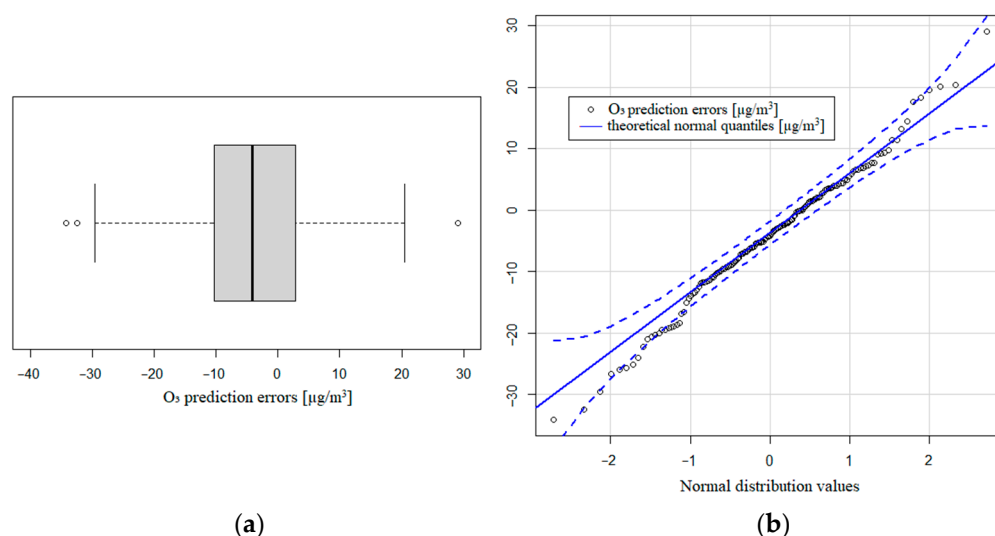 −40 −30 −20 −10 0 10 20 30
O₃ prediction errors [µg/m³]
(a)
30
20
10
0
−10
−20
−30
O₃ prediction errors [µg/m³]
theoretical normal quantiles [µg/m³]
−2 −1 0 1 2
Normal distribution values
(b)